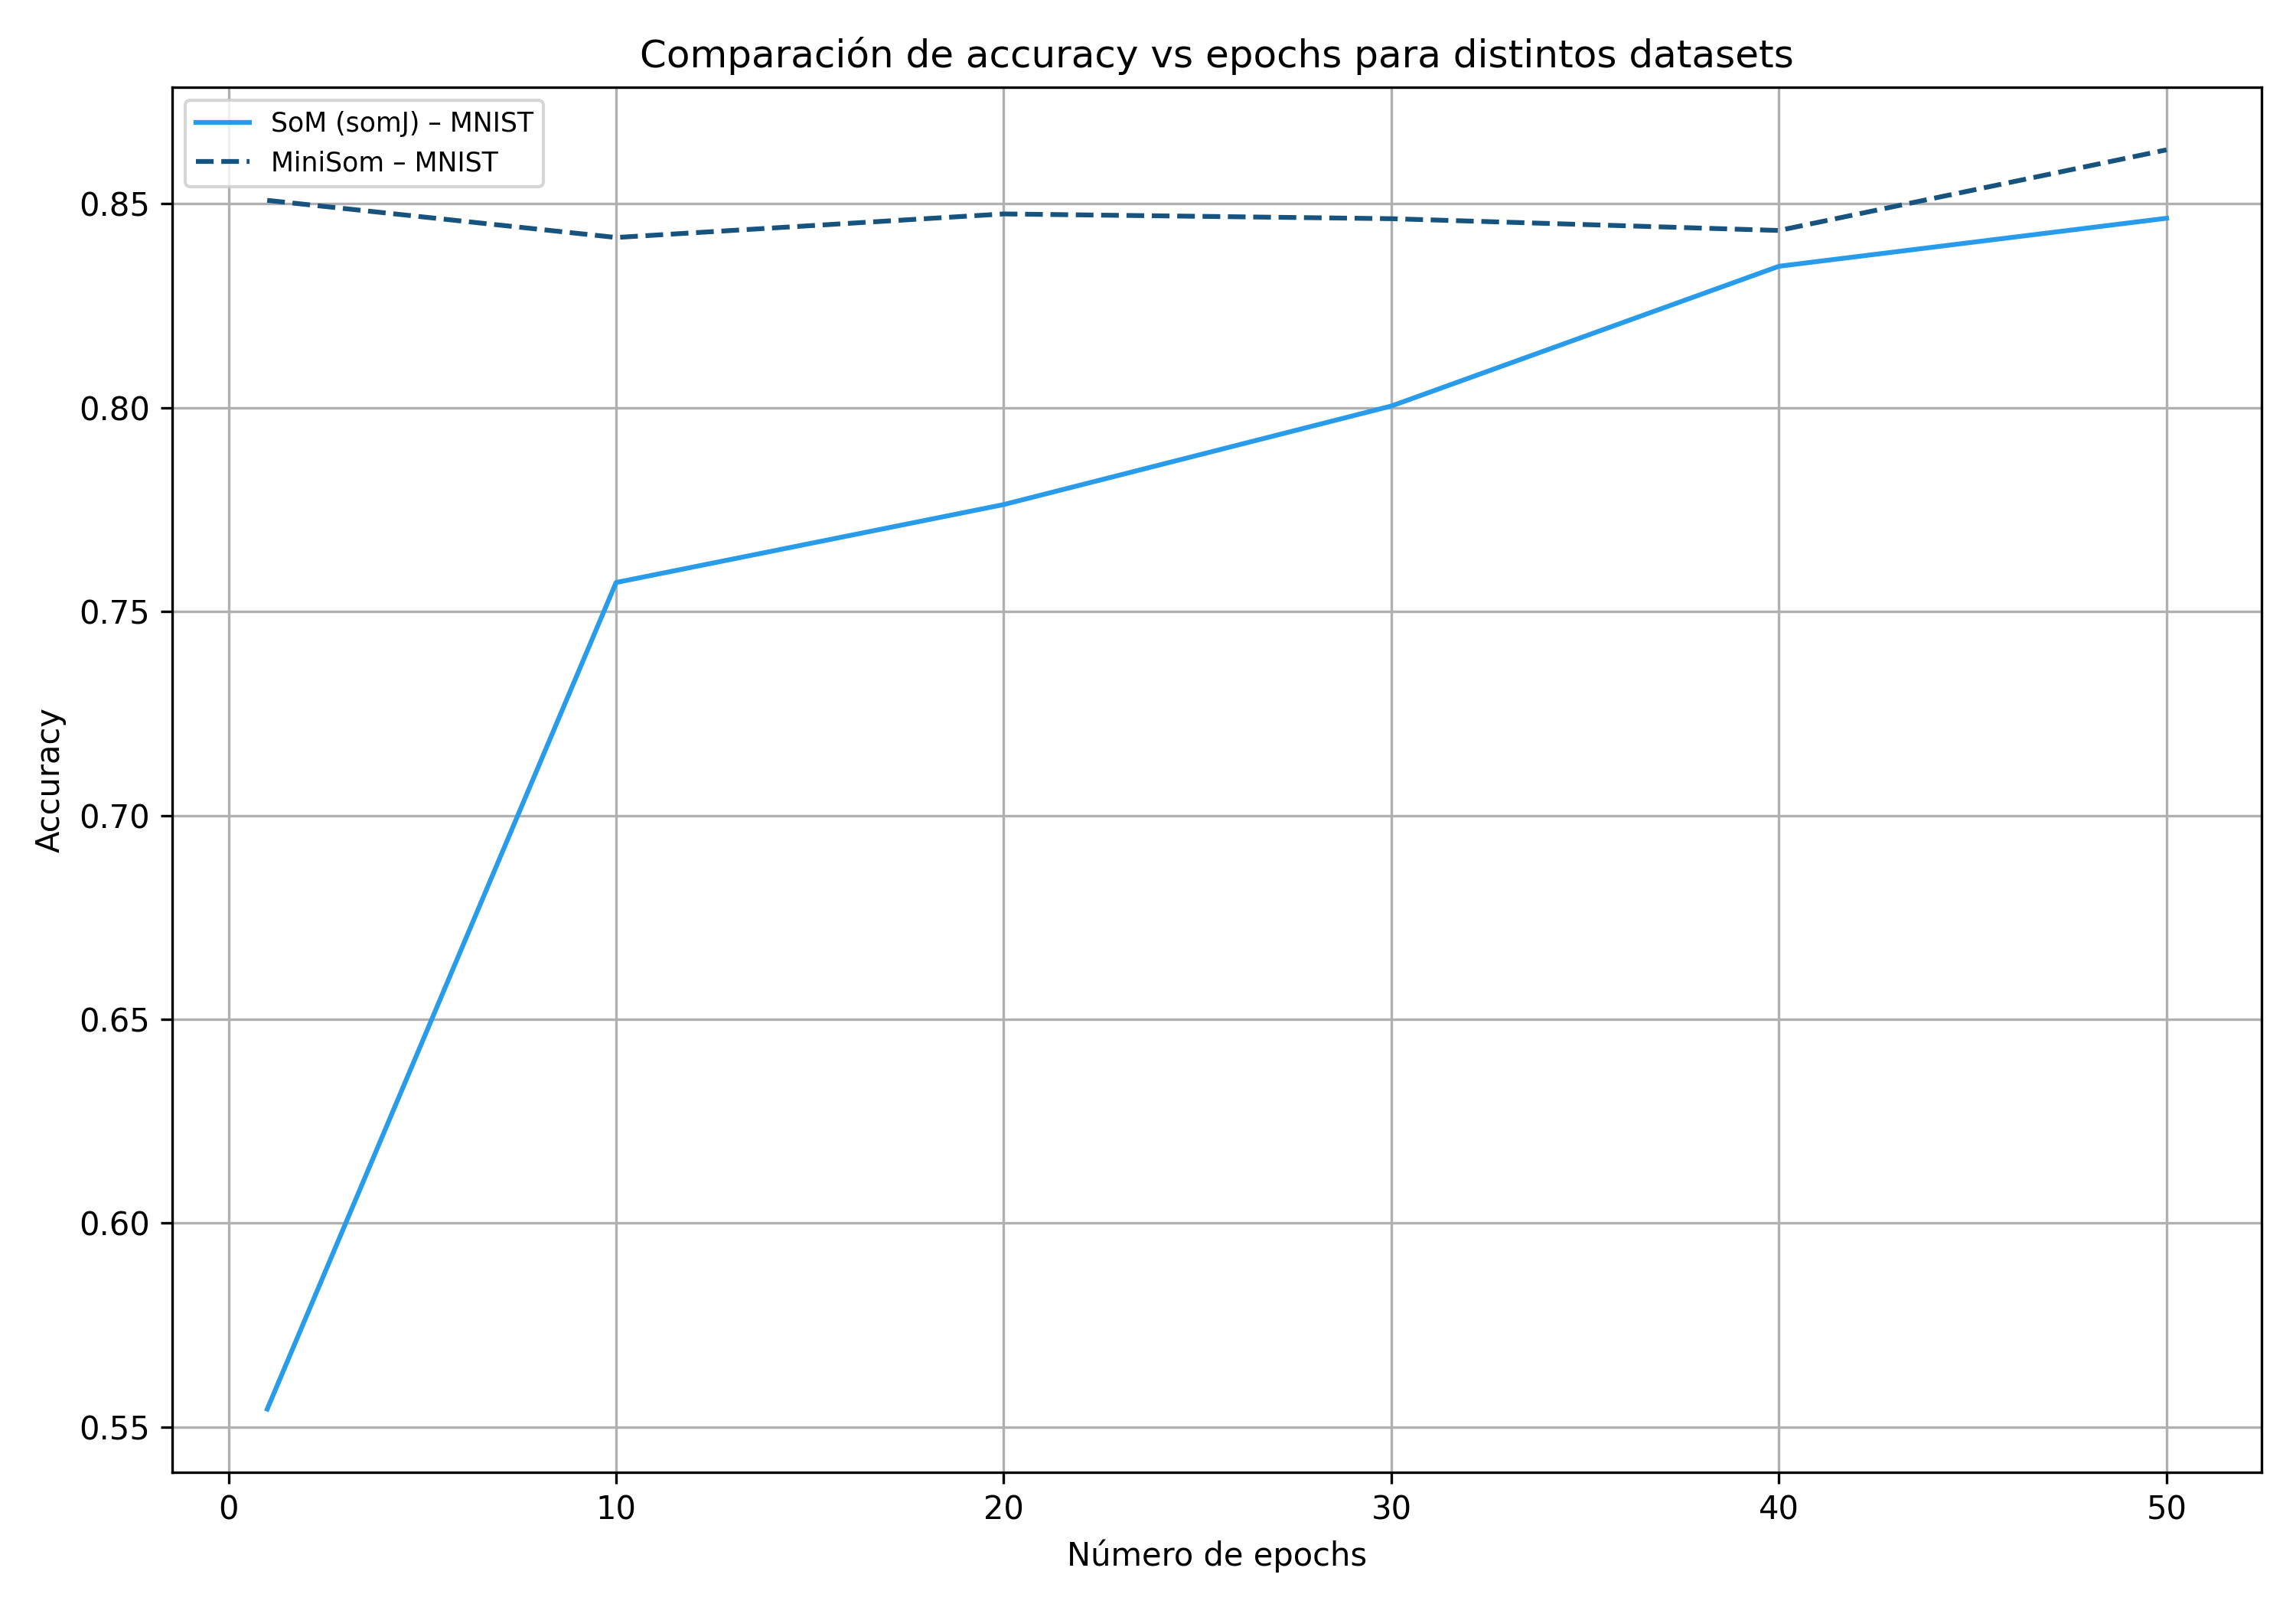 Comparación de accuracy vs epochs para distintos datasets
SoM (somJ) – MNIST
MiniSom – MNIST
0.85
0.80
0.75
0.70
0.65
0.60
0.55
Accuracy
0 10 20 30 40 50
Número de epochs